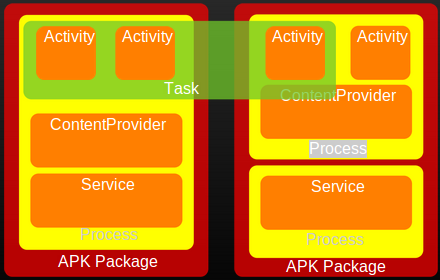 Activity
Activity
Task
ContentProvider
Service
Process
APK Package
Activity
Activity
ContentProvider
Process
Service
Process
APK Package